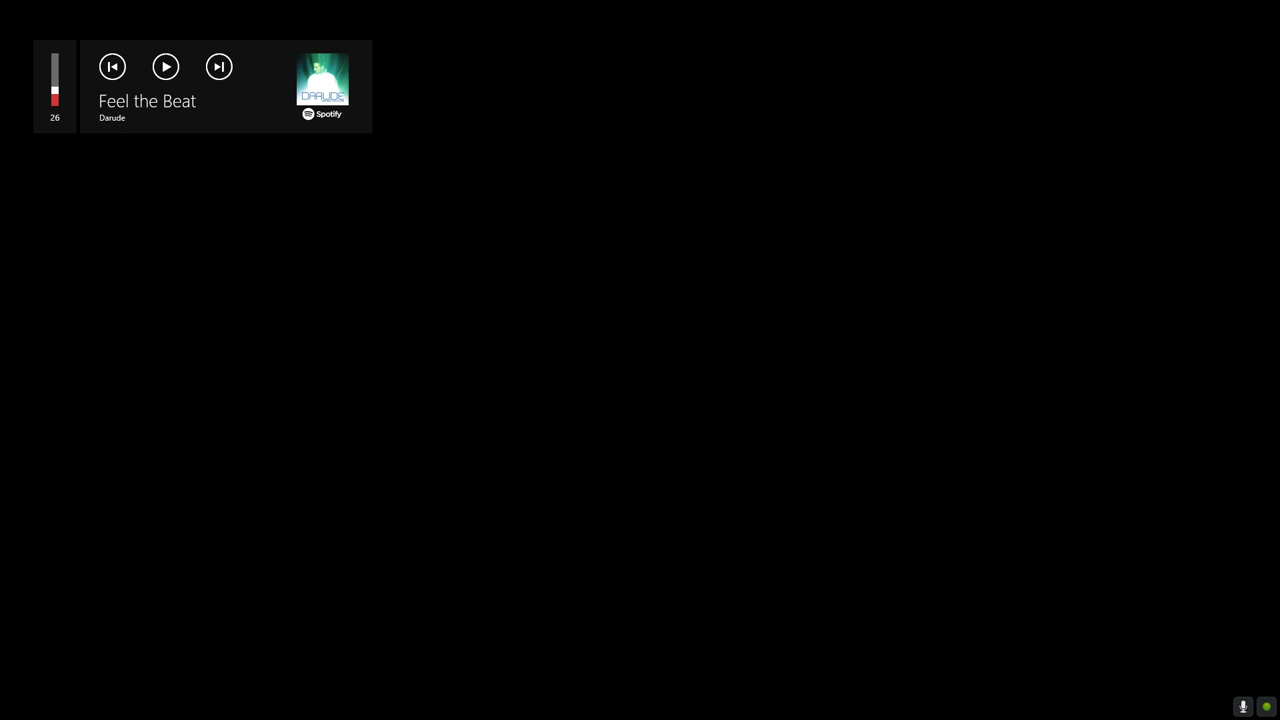 Feel the Beat
26
Darude
DARUDE
Spotify